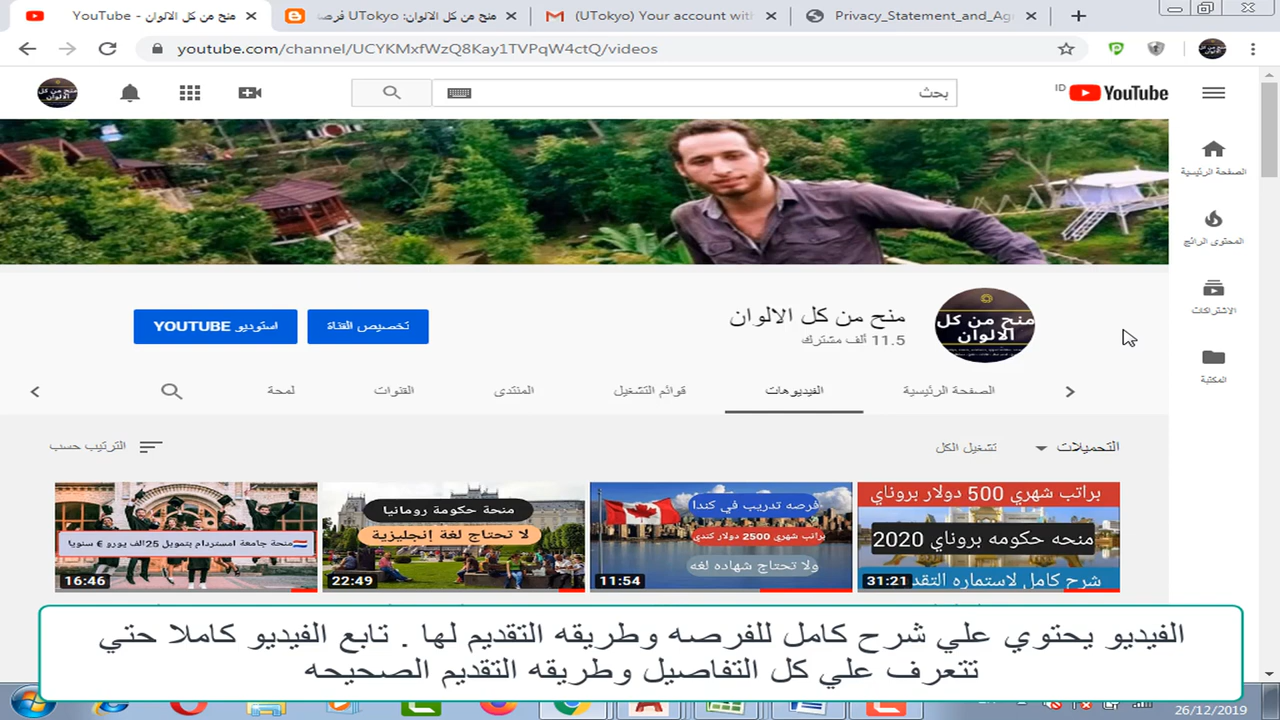 منح من كل الالوان - YouTube
منح من كل الالوان: UTokyo فرصة
(UTokyo) Your account with
Privacy_Statement_and_Ag
youtube.com/channel/UCYKMxfWzQ8Kay1TVPqW4ctQ/videos
بحث
YouTube ID
الصفحة الرئيسية
المحتوى الرائج
الاشتراكات
المكتبة
منح من كل الالوان
منح من كل الالوان
11.5 ألف مشترك
تخصيص القناة
استوديو YOUTUBE
الصفحة الرئيسية
الفيديوهات
قوائم التشغيل
المنتدى
القنوات
لمحة
التحميلات
تشغيل الكل
الترتيب حسب
براتب شهري 500 دولار بروناي
منحه حكومه بروناي 2020
شرح كامل لاستماره التقد
31:21
فرصه تدريب في كندا
براتب شهري 2500 دولار كندي
ولا تحتاج شهاده لغه
11:54
منحة حكومة رومانيا
لا تحتاج لغة إنجليزية
22:49
منحة جامعة امستردام بتمويل 25الف يورو € سنويا
16:46
الفيديو يحتوي علي شرح كامل للفرصه وطريقه التقديم لها . تابع الفيديو كاملا حتي
تتعرف علي كل التفاصيل وطريقه التقديم الصحيحه
26/12/2019